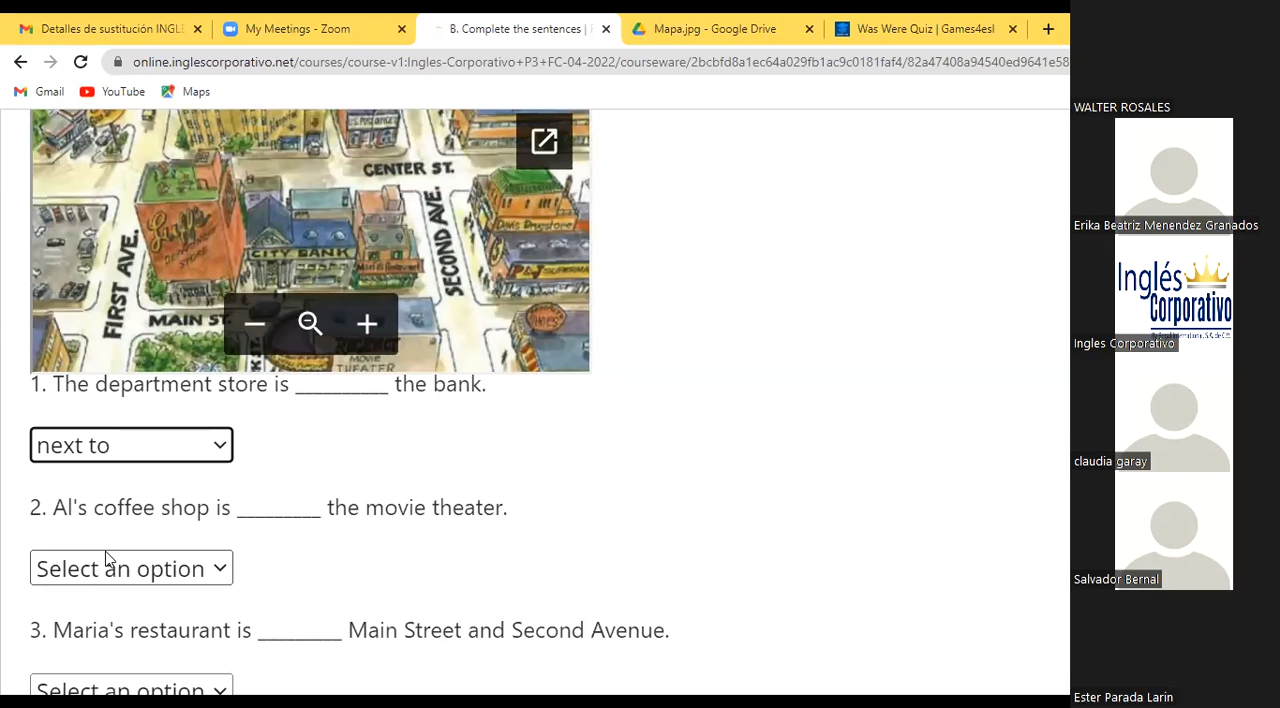 Detalles de sustitución INGLE
My Meetings - Zoom
B. Complete the sentences |
Mapa.jpg - Google Drive
Was Were Quiz | Games4esl
online.inglescorporativo.net/courses/course-v1:Ingles-Corporativo+P3+FC-04-2022/courseware/2bcbfd8a1ec64a029fb1ac9c0181faf4/82a47408a94540ed9641e58
Gmail
YouTube
Maps
CENTER ST.
FIRST AVE.
SECOND AVE.
DEPARTMENT STORE
CITY BANK
MAIN ST.
MOVIE
THEATER
1. The department store is __________ the bank.
next to
2. Al's coffee shop is _________ the movie theater.
Select an option
3. Maria's restaurant is _________ Main Street and Second Avenue.
Select an option
WALTER ROSALES
Erika Beatriz Menendez Granados
Inglés
Corporativo
Ingles Corporativo
claudia garay
Salvador Bernal
Ester Parada Larin